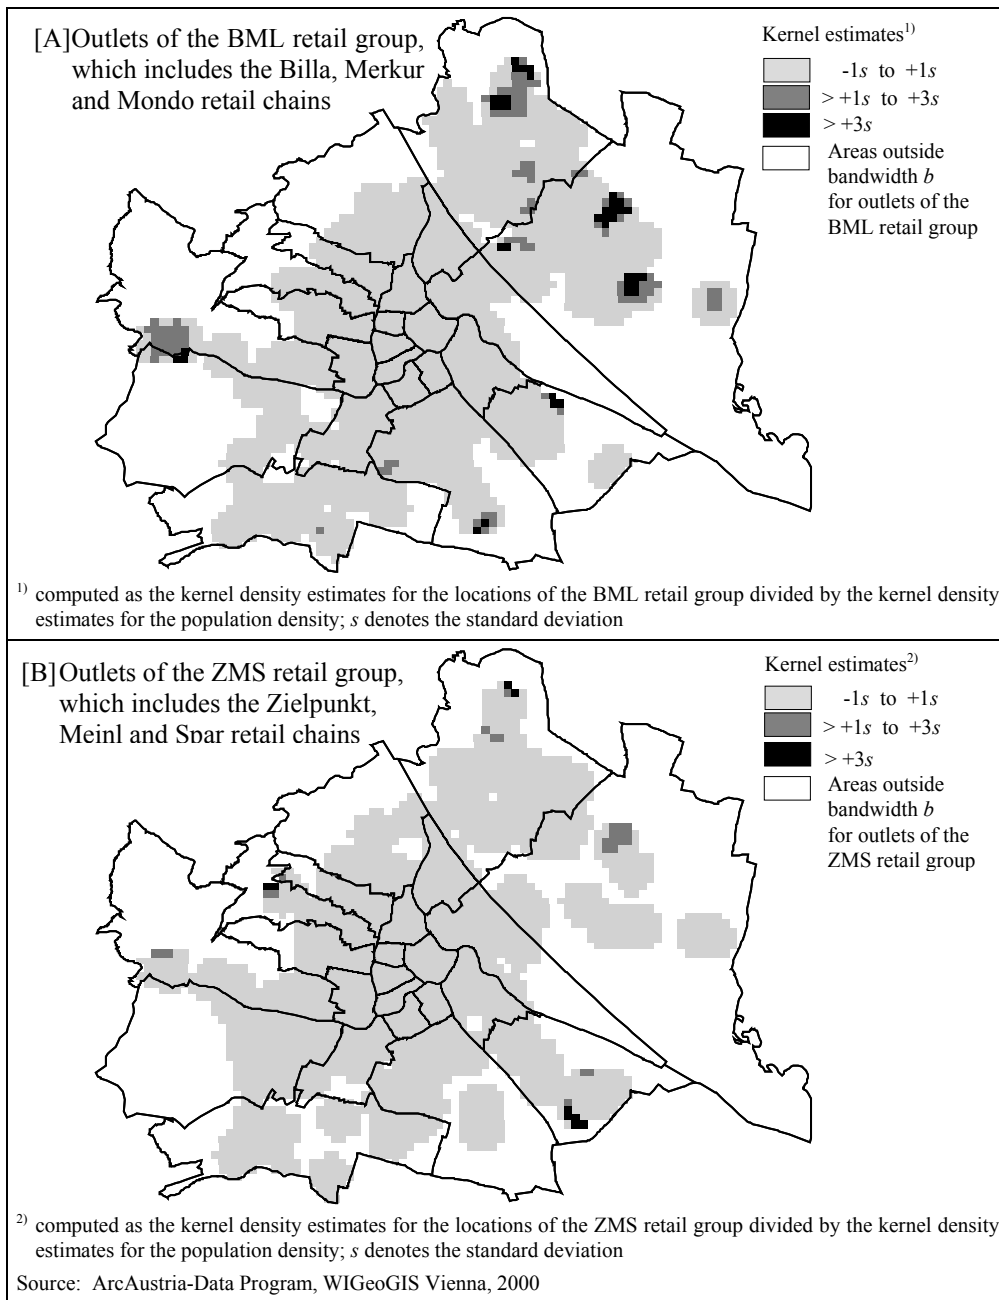 [A] Outlets of the BML retail group,
which includes the Billa, Merkur
and Mondo retail chains
Kernel estimates1)
-1s to +1s
> +1s to +3s
> +3s
Areas outside
bandwidth b
for outlets of the
BML retail group
1) computed as the kernel density estimates for the locations of the BML retail group divided by the kernel density
estimates for the population density; s denotes the standard deviation
[B] Outlets of the ZMS retail group,
which includes the Zielpunkt,
Meinl and Spar retail chains
Kernel estimates2)
-1s to +1s
> +1s to +3s
> +3s
Areas outside
bandwidth b
for outlets of the
ZMS retail group
2) computed as the kernel density estimates for the locations of the ZMS retail group divided by the kernel density
estimates for the population density; s denotes the standard deviation
Source: ArcAustria-Data Program, WIGeoGIS Vienna, 2000